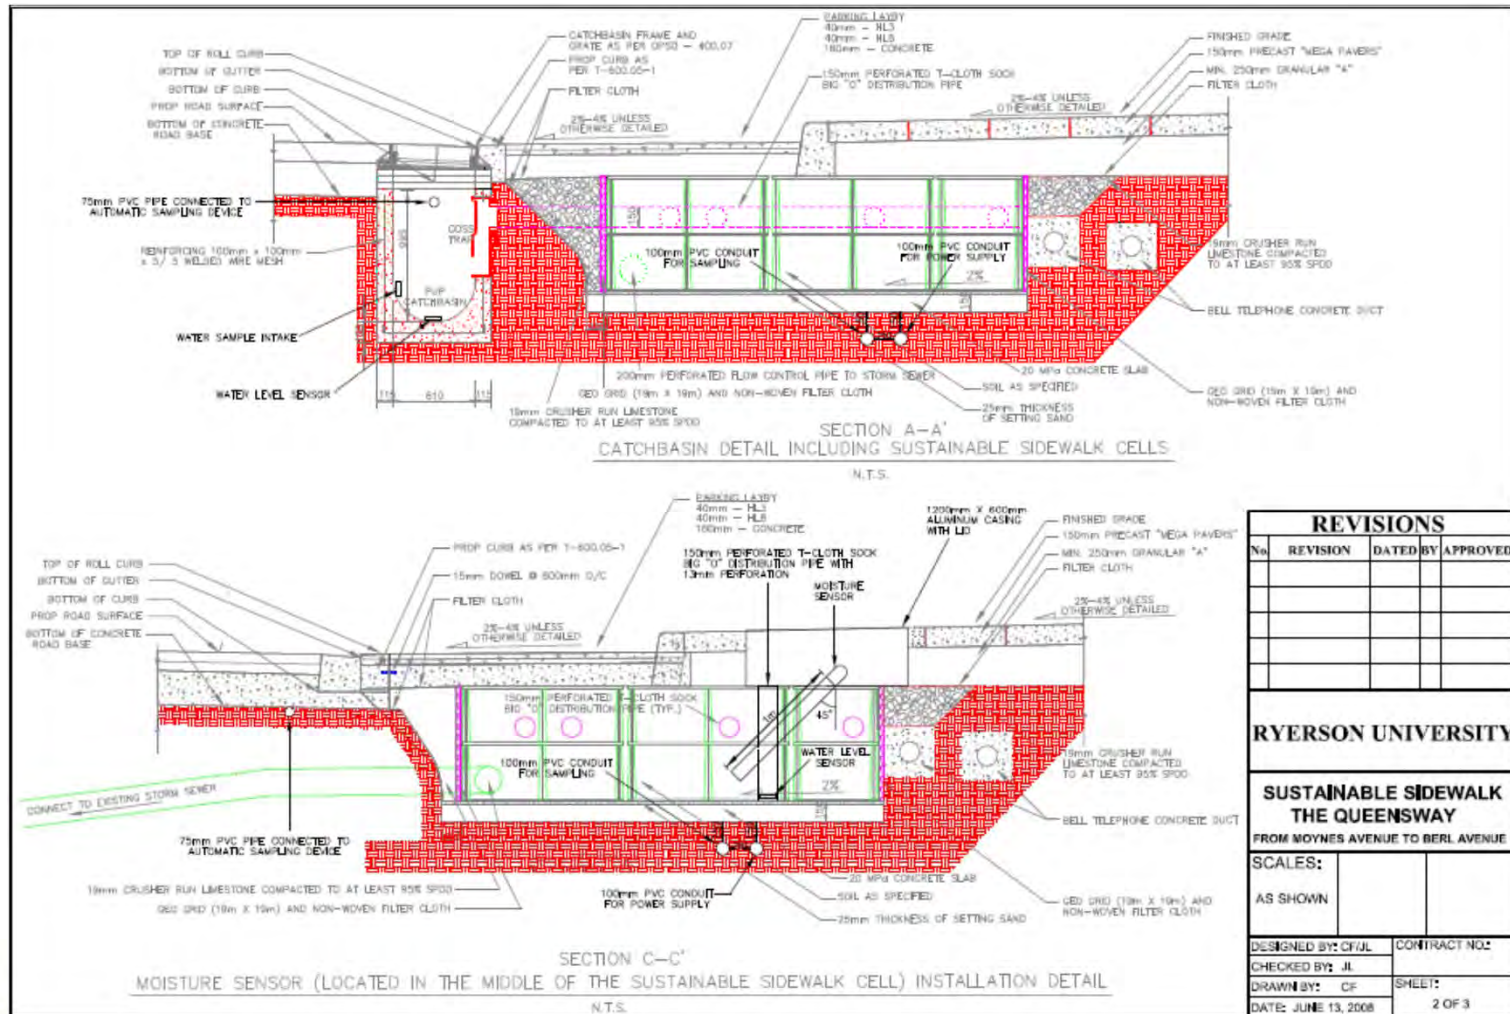 TOP OF ROLL CURB
BOTTOM OF GUTTER
BOTTOM OF CURB
PROP ROAD SURFACE
BOTTOM OF CONCRETE
ROAD BASE
75mm PVC PIPE CONNECTED TO
AUTOMATIC SAMPLING DEVICE
REINFORCING 100mm x 100mm
WELDED WIRE MESH
WATER SAMPLE INTAKE
WATER LEVEL SENSOR
CATCHBASIN FRAME AND
GRATE AS PER OPSD - 400.07
PROP CURB AS
PER T-600.05-1
FILTER CLOTH
2%-4% UNLESS
OTHERWISE DETAILED
PARKING LAYBY
40mm - HL3
40mm - HL8
160mm - CONCRETE
150mm PERFORATED T-CLOTH SOCK
BIG "O" DISTRIBUTION PIPE
2%-4% UNLESS
OTHERWISE DETAILED
FINISHED GRADE
150mm PRECAST "MEGA PAVERS"
MIN. 250mm GRANULAR "A"
FILTER CLOTH
GOSS
TRAP
CATCHBASIN
150
100mm PVC CONDUIT
FOR SAMPLING
100mm PVC CONDUIT
FOR POWER SUPPLY
2%
150
19mm CRUSHER RUN
LIMESTONE COMPACTED
TO AT LEAST 95% SPDD
BELL TELEPHONE CONCRETE DUCT
115
610
115
200mm PERFORATED FLOW CONTROL PIPE TO STORM SEWER
GEO GRID (19m X 19m) AND NON-WOVEN FILTER CLOTH
19mm CRUSHER RUN LIMESTONE
COMPACTED TO AT LEAST 95% SPDD
20 MPa CONCRETE SLAB
SOIL AS SPECIFIED
25mm THICKNESS
OF SETTING SAND
GEO GRID (19m X 19m) AND
NON-WOVEN FILTER CLOTH
SECTION A-A'
CATCHBASIN DETAIL INCLUDING SUSTAINABLE SIDEWALK CELLS
N.T.S.
TOP OF ROLL CURB
BOTTOM OF GUTTER
BOTTOM OF CURB
PROP ROAD SURFACE
BOTTOM OF CONCRETE
ROAD BASE
PROP CURB AS PER T-600.05-1
15mm DOWEL @ 600mm O/C
FILTER CLOTH
2%-4% UNLESS
OTHERWISE DETAILED
PARKING LAYBY
40mm - HL3
40mm - HL8
160mm - CONCRETE
150mm PERFORATED T-CLOTH SOCK
BIG "O" DISTRIBUTION PIPE WITH
13mm PERFORATION
MOISTURE
SENSOR
1200mm X 600mm
ALUMINUM CASING
WITH LID
FINISHED GRADE
150mm PRECAST "MEGA PAVERS"
MIN. 250mm GRANULAR "A"
FILTER CLOTH
2%-4% UNLESS
OTHERWISE DETAILED
150mm PERFORATED T-CLOTH SOCK
BIG "O" DISTRIBUTION PIPE (TYP.)
1m
45°
WATER LEVEL
SENSOR
100mm PVC CONDUIT
FOR SAMPLING
2%
150
19mm CRUSHER RUN
LIMESTONE COMPACTED
TO AT LEAST 95% SPDD
BELL TELEPHONE CONCRETE DUCT
CONNECT TO EXISTING STORM SEWER
75mm PVC PIPE CONNECTED TO
AUTOMATIC SAMPLING DEVICE
19mm CRUSHER RUN LIMESTONE COMPACTED TO AT LEAST 95% SPDD
GEO GRID (19m X 19m) AND NON-WOVEN FILTER CLOTH
100mm PVC CONDUIT
FOR POWER SUPPLY
20 MPa CONCRETE SLAB
SOIL AS SPECIFIED
25mm THICKNESS OF SETTING SAND
GEO GRID (19m X 19m) AND
NON-WOVEN FILTER CLOTH
SECTION C-C'
MOISTURE SENSOR (LOCATED IN THE MIDDLE OF THE SUSTAINABLE SIDEWALK CELL) INSTALLATION DETAIL
N.T.S.
REVISIONS
No. REVISION DATED BY APPROVED
RYERSON UNIVERSITY
SUSTAINABLE SIDEWALK
THE QUEENSWAY
FROM MOYNES AVENUE TO BERL AVENUE
SCALES:
AS SHOWN
DESIGNED BY: CF/JL
CONTRACT NO.:
CHECKED BY: JL
DRAWN BY: CF
SHEET:
DATE: JUNE 13, 2008
2 OF 3